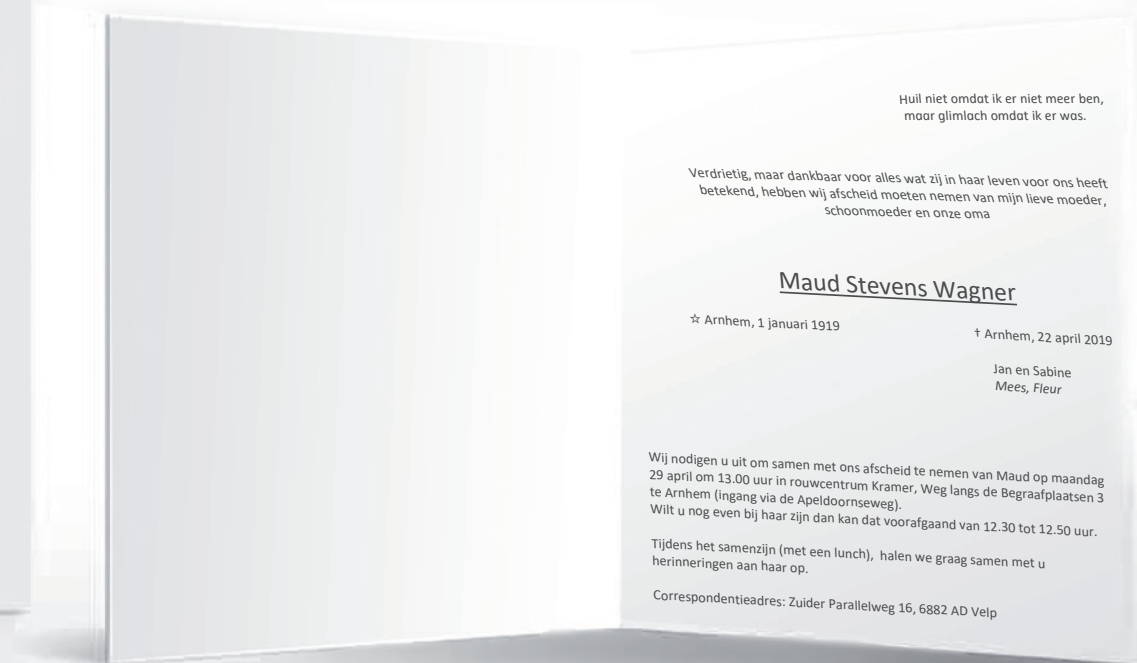 Huil niet omdat ik er niet meer ben,
maar glimlach omdat ik er was.
Verdrietig, maar dankbaar voor alles wat zij in haar leven voor ons heeft
betekend, hebben wij afscheid moeten nemen van mijn lieve moeder,
schoonmoeder en onze oma
Maud Stevens Wagner
☆ Arnhem, 1 januari 1919
† Arnhem, 22 april 2019
Jan en Sabine
Mees, Fleur
Wij nodigen u uit om samen met ons afscheid te nemen van Maud op maandag
29 april om 13.00 uur in rouwcentrum Kramer, Weg langs de Begraafplaatsen 3
te Arnhem (ingang via de Apeldoornseweg).
Wilt u nog even bij haar zijn dan kan dat voorafgaand van 12.30 tot 12.50 uur.
Tijdens het samenzijn (met een lunch), halen we graag samen met u
herinneringen aan haar op.
Correspondentieadres: Zuider Parallelweg 16, 6882 AD Velp